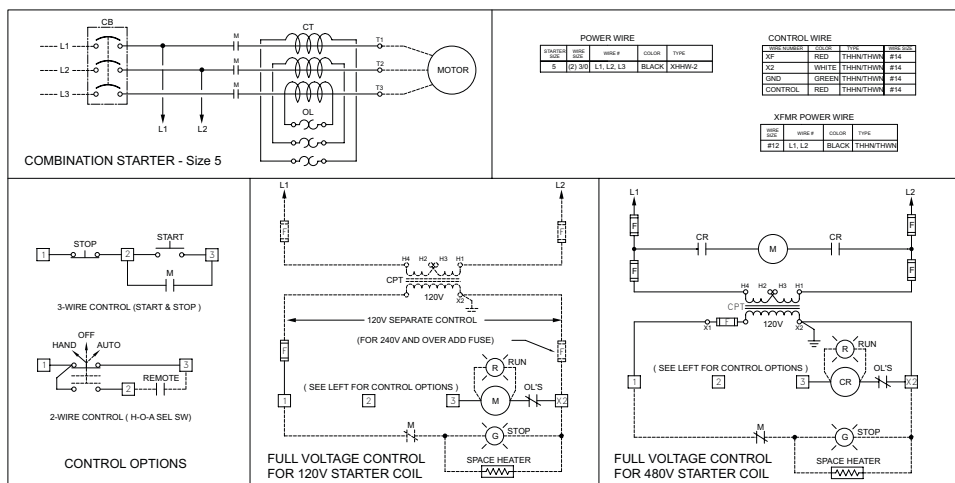 CB
CT
L1
M
T1
L2
M
T2
MOTOR
L3
M
T3
OL
L1
L2
COMBINATION STARTER - Size 5
POWER WIRE
STARTER SIZE WIRE SIZE WIRE # COLOR TYPE
5 (2) 3/0 L1, L2, L3 BLACK XHHW-2
CONTROL WIRE
WIRE NUMBER COLOR TYPE WIRE SIZE
XF RED THHN/THWN #14
X2 WHITE THHN/THWN #14
GND GREEN THHN/THWN #14
CONTROL RED THHN/THWN #14
XFMR POWER WIRE
WIRE SIZE WIRE # COLOR TYPE
#12 L1, L2 BLACK THHN/THWN
STOP
START
1
2
3
M
3-WIRE CONTROL (START & STOP )
OFF
HAND
AUTO
1
3
REMOTE
2
2-WIRE CONTROL ( H-O-A SEL SW)
CONTROL OPTIONS
L1
L2
F
F
H4
H2
H3
H1
CPT
120V
X2
120V SEPARATE CONTROL
(FOR 240V AND OVER ADD FUSE)
F
F
R
RUN
( SEE LEFT FOR CONTROL OPTIONS )
OL'S
1
2
3
M
X2
M
G
STOP
SPACE HEATER
FULL VOLTAGE CONTROL
FOR 120V STARTER COIL
L1
L2
F
F
CR
M
CR
F
F
H4
H2
H3
H1
CPT
X1
F
120V
X2
R
RUN
( SEE LEFT FOR CONTROL OPTIONS )
OL'S
1
2
3
CR
X2
M
G
STOP
SPACE HEATER
FULL VOLTAGE CONTROL
FOR 480V STARTER COIL